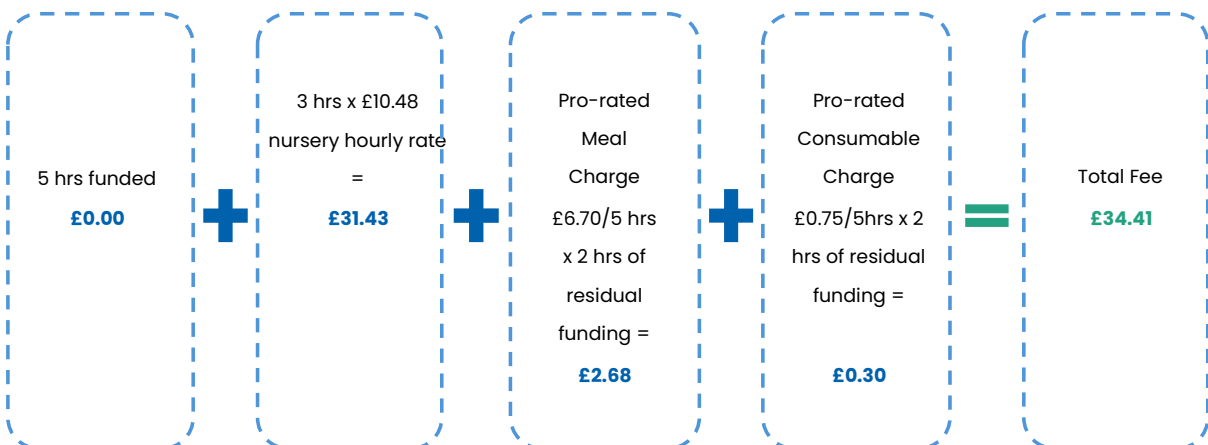 5 hrs funded
£0.00
3 hrs x £10.48
nursery hourly rate
=
£31.43
Pro-rated
Meal
Charge
£6.70/5 hrs
x 2 hrs of
residual
funding =
£2.68
Pro-rated
Consumable
Charge
£0.75/5hrs x 2
hrs of residual
funding =
£0.30
Total Fee
£34.41